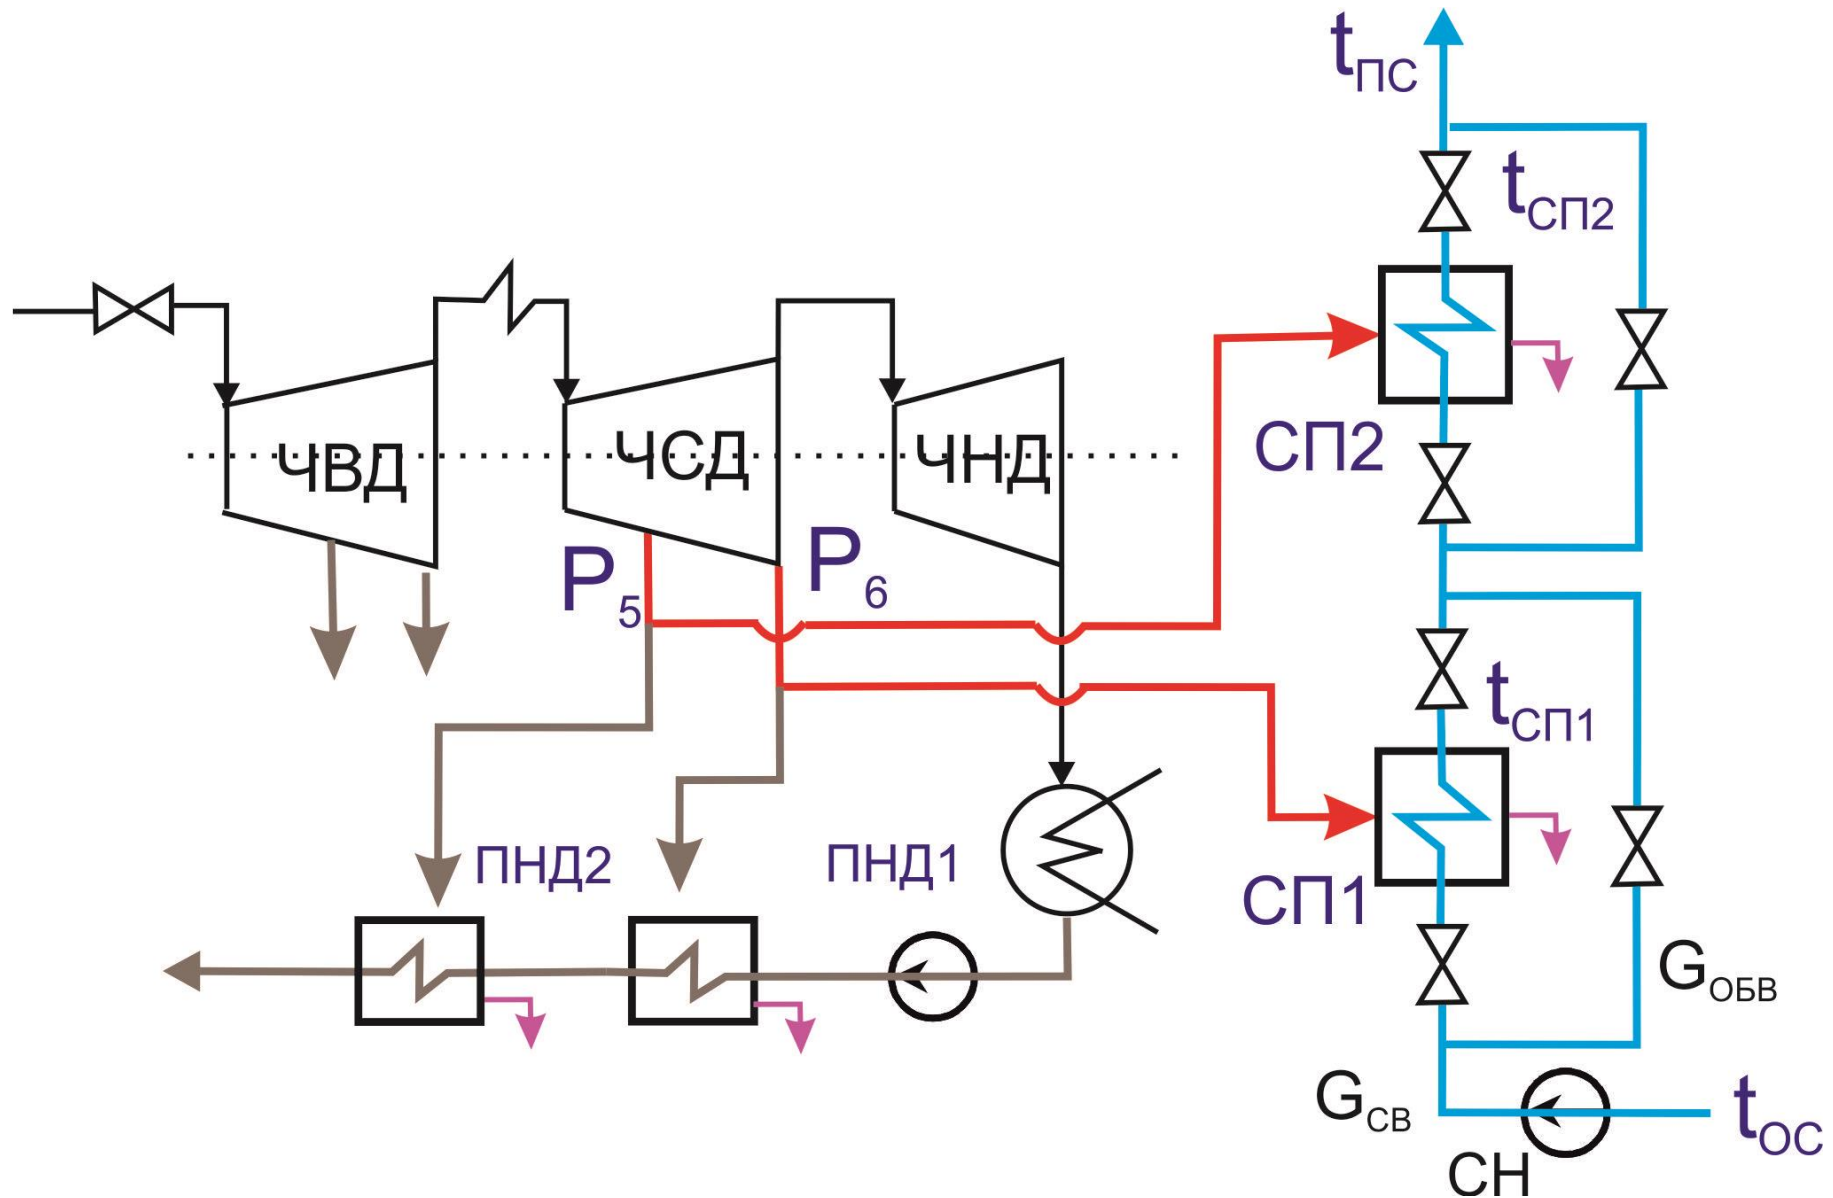 tПС
tСП2
ЧВД
ЧСД
ЧНД
СП2
P5
P6
tСП1
ПНД2
ПНД1
СП1
GОБВ
GСВ
tОС
СН